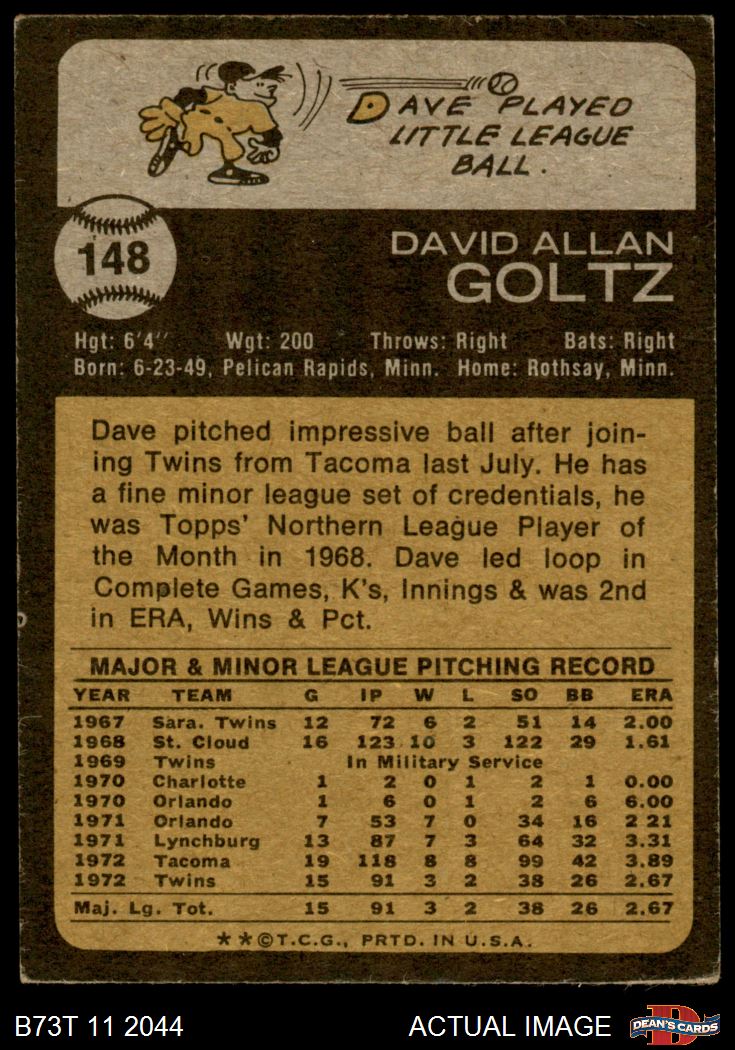 DAVE PLAYED
LITTLE LEAGUE
BALL.
148
DAVID ALLAN
GOLTZ
Hgt: 6'4" Wgt: 200 Throws: Right Bats: Right
Born: 6-23-49, Pelican Rapids, Minn. Home: Rothsay, Minn.
Dave pitched impressive ball after join-
ing Twins from Tacoma last July. He has
a fine minor league set of credentials, he
was Topps' Northern League Player of
the Month in 1968. Dave led loop in
Complete Games, K's, Innings & was 2nd
in ERA, Wins & Pct.
MAJOR & MINOR LEAGUE PITCHING RECORD
YEAR TEAM G IP W L SO BB ERA
1967 Sara. Twins 12 72 6 2 51 14 2.00
1968 St. Cloud 16 123 10 3 122 29 1.61
1969 Twins In Military Service
1970 Charlotte 1 2 0 1 2 1 0.00
1970 Orlando 1 6 0 1 2 6 6.00
1971 Orlando 7 53 7 0 34 16 2 21
1971 Lynchburg 13 87 7 3 64 32 3.31
1972 Tacoma 19 118 8 8 99 42 3.89
1972 Twins 15 91 3 2 38 26 2.67
Maj. Lg. Tot. 15 91 3 2 38 26 2.67
**©T.C.G., PRTD. IN U.S.A.
B73T 11 2044 ACTUAL IMAGE
D
DEAN'S CARDS